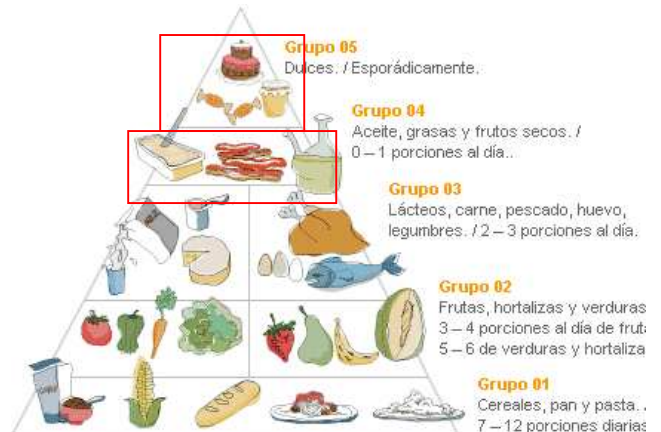 Grupo 05
Dulces. / Esporádicamente.
Grupo 04
Aceite, grasas y frutos secos. /
0 – 1 porciones al día..
Grupo 03
Lácteos, carne, pescado, huevo,
legumbres. / 2 – 3 porciones al día.
Grupo 02
Frutas, hortalizas y verduras
3 – 4 porciones al día de fruta
5 – 6 de verduras y hortaliza
Grupo 01
Cereales, pan y pasta. .
7 – 12 porciones diarias